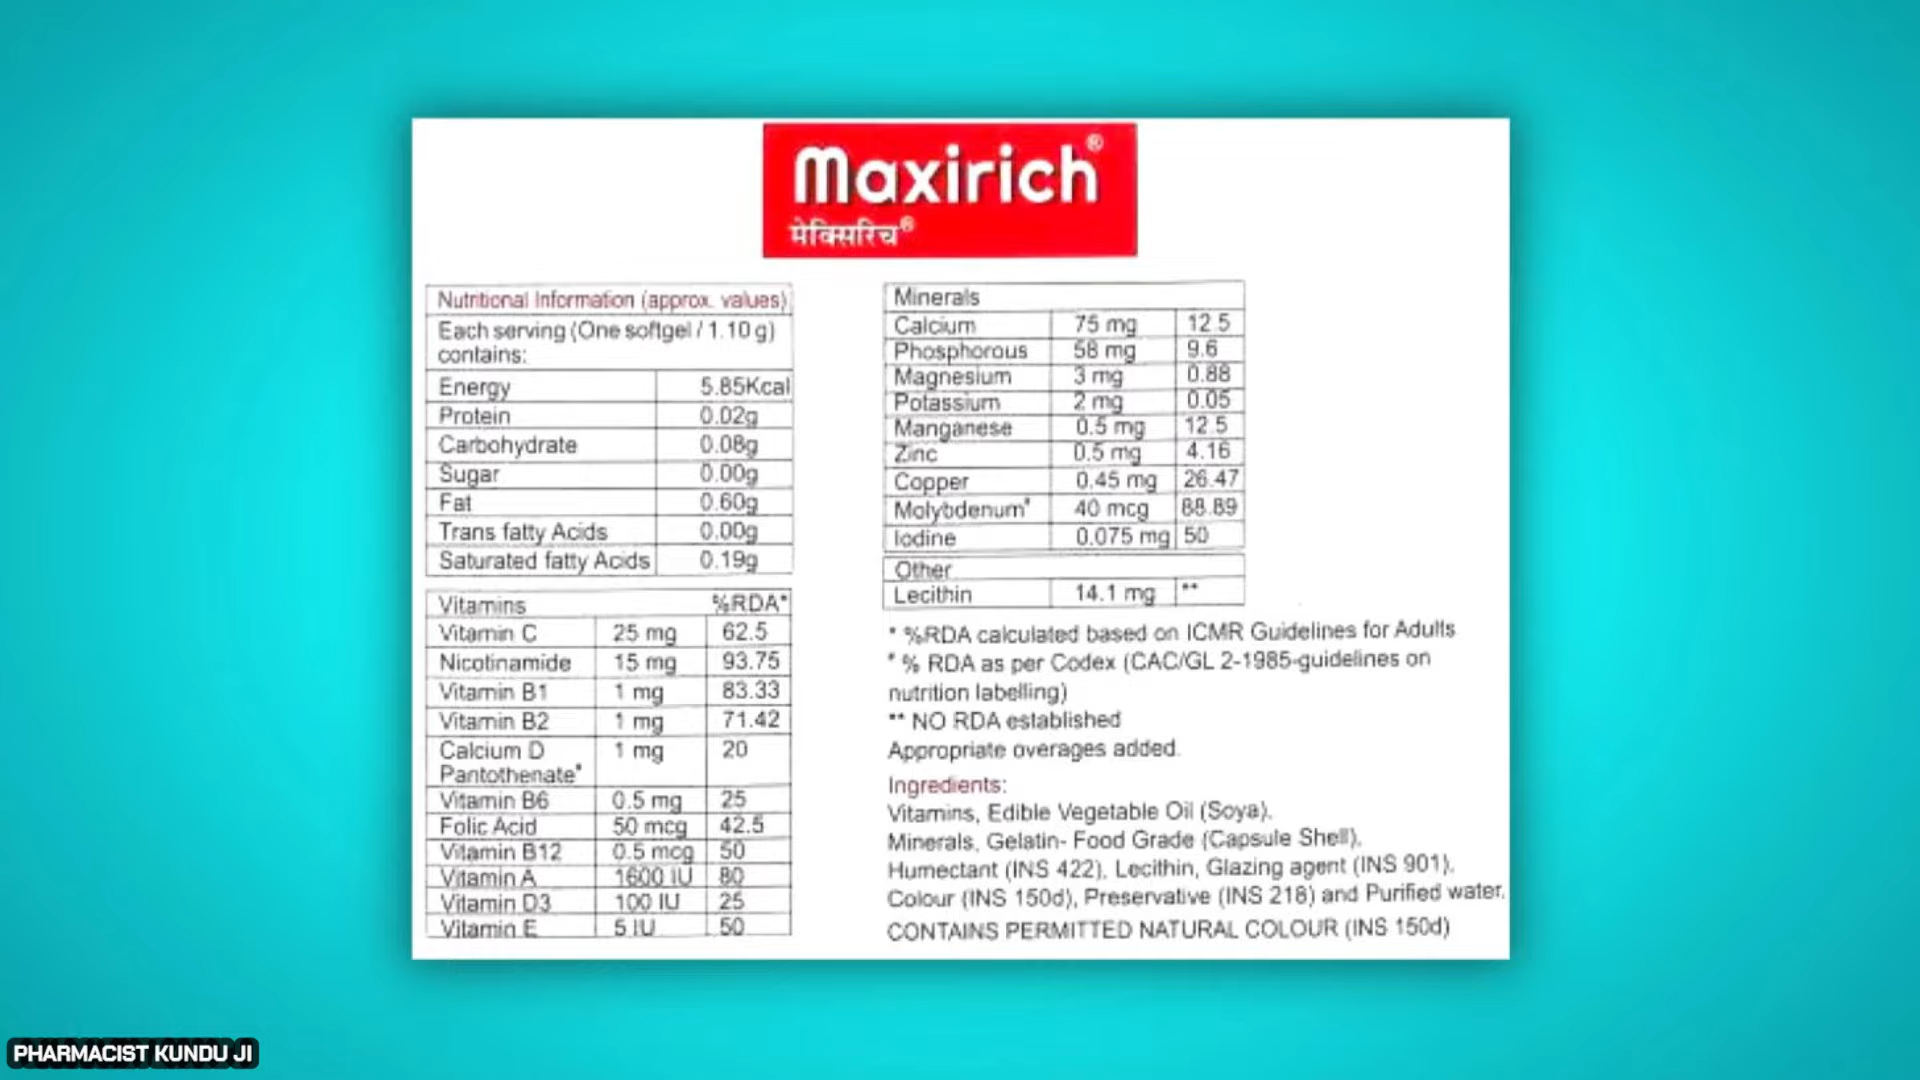 Maxirich®
मेक्सिरिच®
Nutritional Information (approx. values)
Each serving (One softgel / 1.10 g)
contains:
Energy 5.85Kcal
Protein 0.02g
Carbohydrate 0.08g
Sugar 0.00g
Fat 0.60g
Trans fatty Acids 0.00g
Saturated fatty Acids 0.19g
Vitamins %RDA*
Vitamin C 25 mg 62.5
Nicotinamide 15 mg 93.75
Vitamin B1 1 mg 83.33
Vitamin B2 1 mg 71.42
Calcium D 1 mg 20
Pantothenate#
Vitamin B6 0.5 mg 25
Folic Acid 50 mcg 42.5
Vitamin B12 0.5 mcg 50
Vitamin A 1600 IU 80
Vitamin D3 100 IU 25
Vitamin E 5 IU 50
Minerals
Calcium 75 mg 12.5
Phosphorous 58 mg 9.6
Magnesium 3 mg 0.88
Potassium 2 mg 0.05
Manganese 0.5 mg 12.5
Zinc 0.5 mg 4.16
Copper 0.45 mg 26.47
Molybdenum# 40 mcg 88.89
Iodine 0.075 mg 50
Other
Lecithin 14.1 mg **
* %RDA calculated based on ICMR Guidelines for Adults
# % RDA as per Codex (CAC/GL 2-1985-guidelines on
nutrition labelling)
** NO RDA established
Appropriate overages added.
Ingredients:
Vitamins, Edible Vegetable Oil (Soya),
Minerals, Gelatin- Food Grade (Capsule Shell),
Humectant (INS 422), Lecithin, Glazing agent (INS 901),
Colour (INS 150d), Preservative (INS 218) and Purified water.
CONTAINS PERMITTED NATURAL COLOUR (INS 150d)
PHARMACIST KUNDU JI